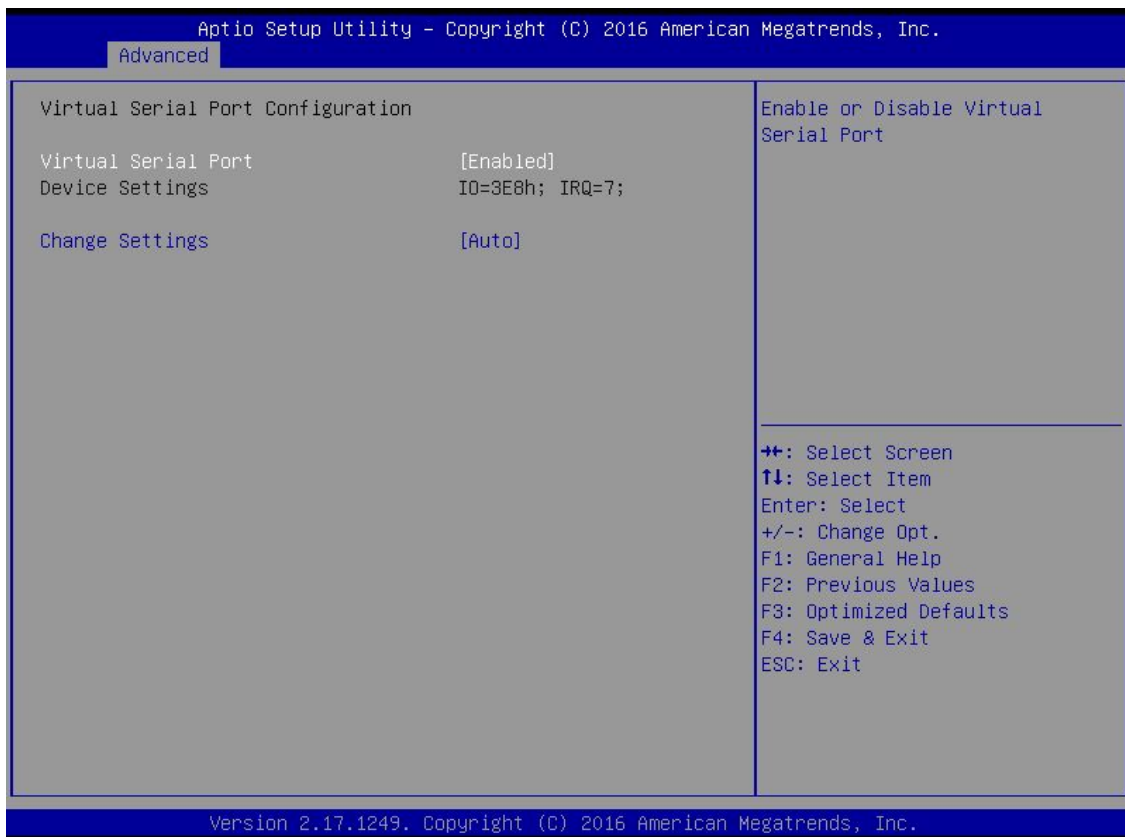 Aptio Setup Utility – Copyright (C) 2016 American Megatrends, Inc.
Advanced
Virtual Serial Port Configuration
Virtual Serial Port [Enabled]
Device Settings IO=3E8h; IRQ=7;
Change Settings [Auto]
Enable or Disable Virtual
Serial Port
→←: Select Screen
↑↓: Select Item
Enter: Select
+/-: Change Opt.
F1: General Help
F2: Previous Values
F3: Optimized Defaults
F4: Save & Exit
ESC: Exit
Version 2.17.1249. Copyright (C) 2016 American Megatrends, Inc.